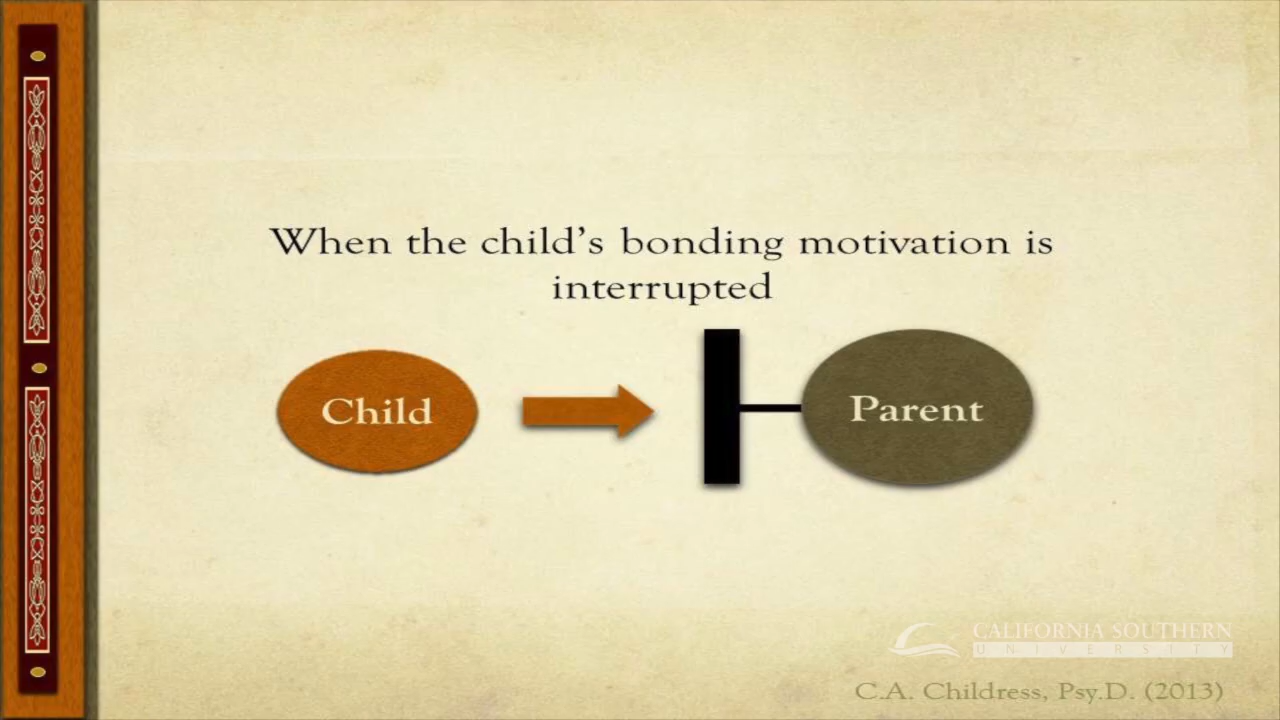 When the child's bonding motivation is
interrupted
Child
Parent
CALIFORNIA SOUTHERN
UNIVERSITY
C.A. Childress, Psy.D. (2013)